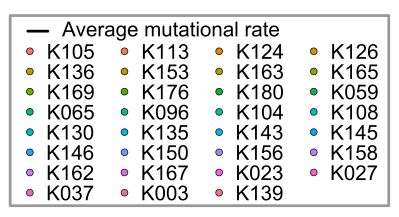 Average mutational rate
K105 K113 K124 K126
K136 K153 K163 K165
K169 K176 K180 K059
K065 K096 K104 K108
K130 K135 K143 K145
K146 K150 K156 K158
K162 K167 K023 K027
K037 K003 K139